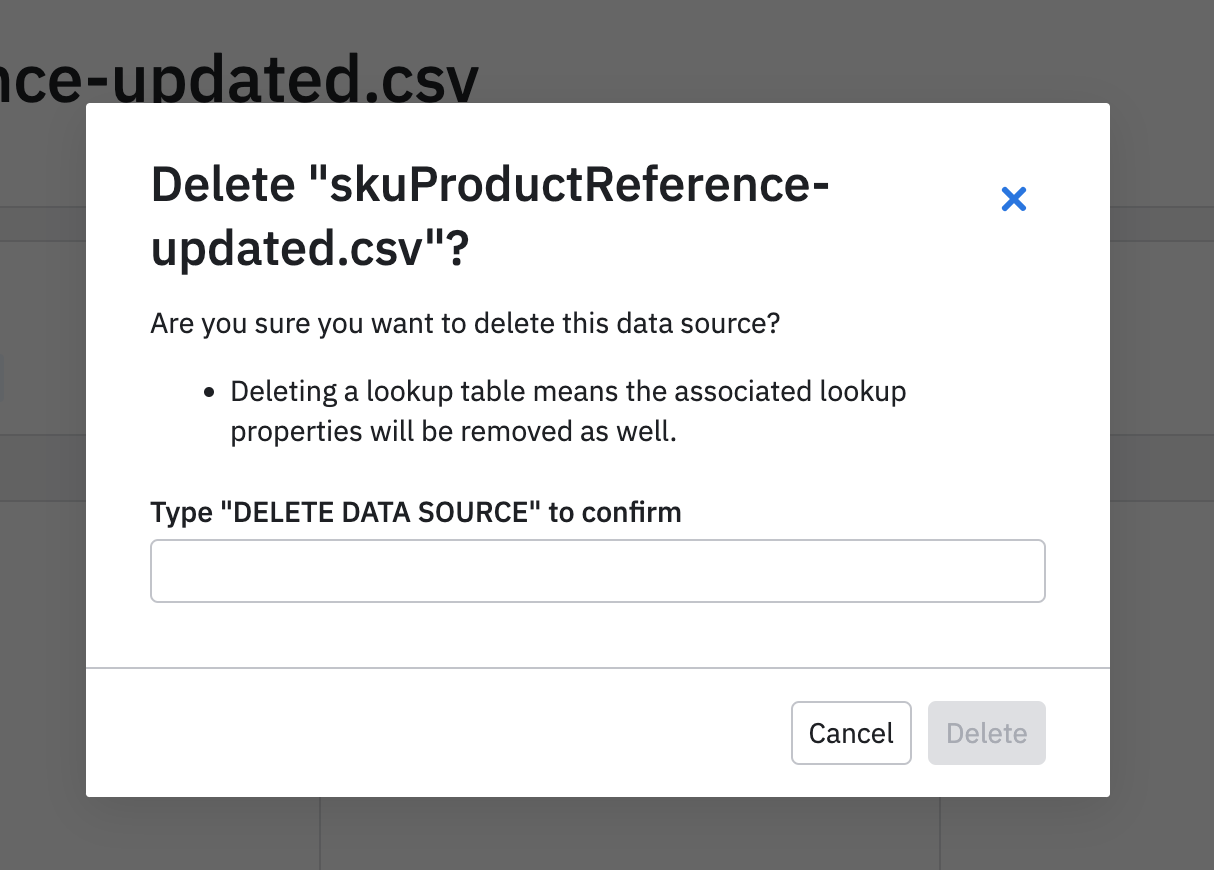 nce-updated.csv
Delete "skuProductReference-
updated.csv"?
Are you sure you want to delete this data source?
• Deleting a lookup table means the associated lookup
properties will be removed as well.
Type "DELETE DATA SOURCE" to confirm
Cancel
Delete